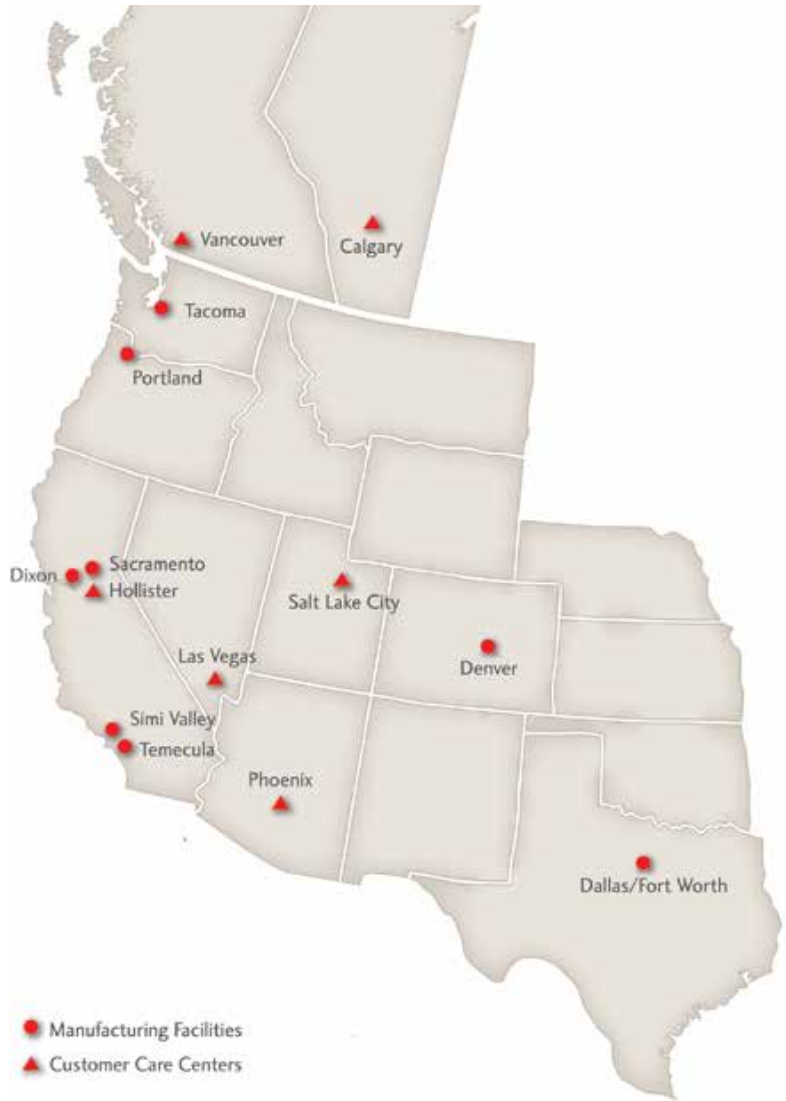 Vancouver
Calgary
Tacoma
Portland
Sacramento
Dixon
Hollister
Salt Lake City
Las Vegas
Denver
Simi Valley
Temecula
Phoenix
Dallas/Fort Worth
Manufacturing Facilities
Customer Care Centers